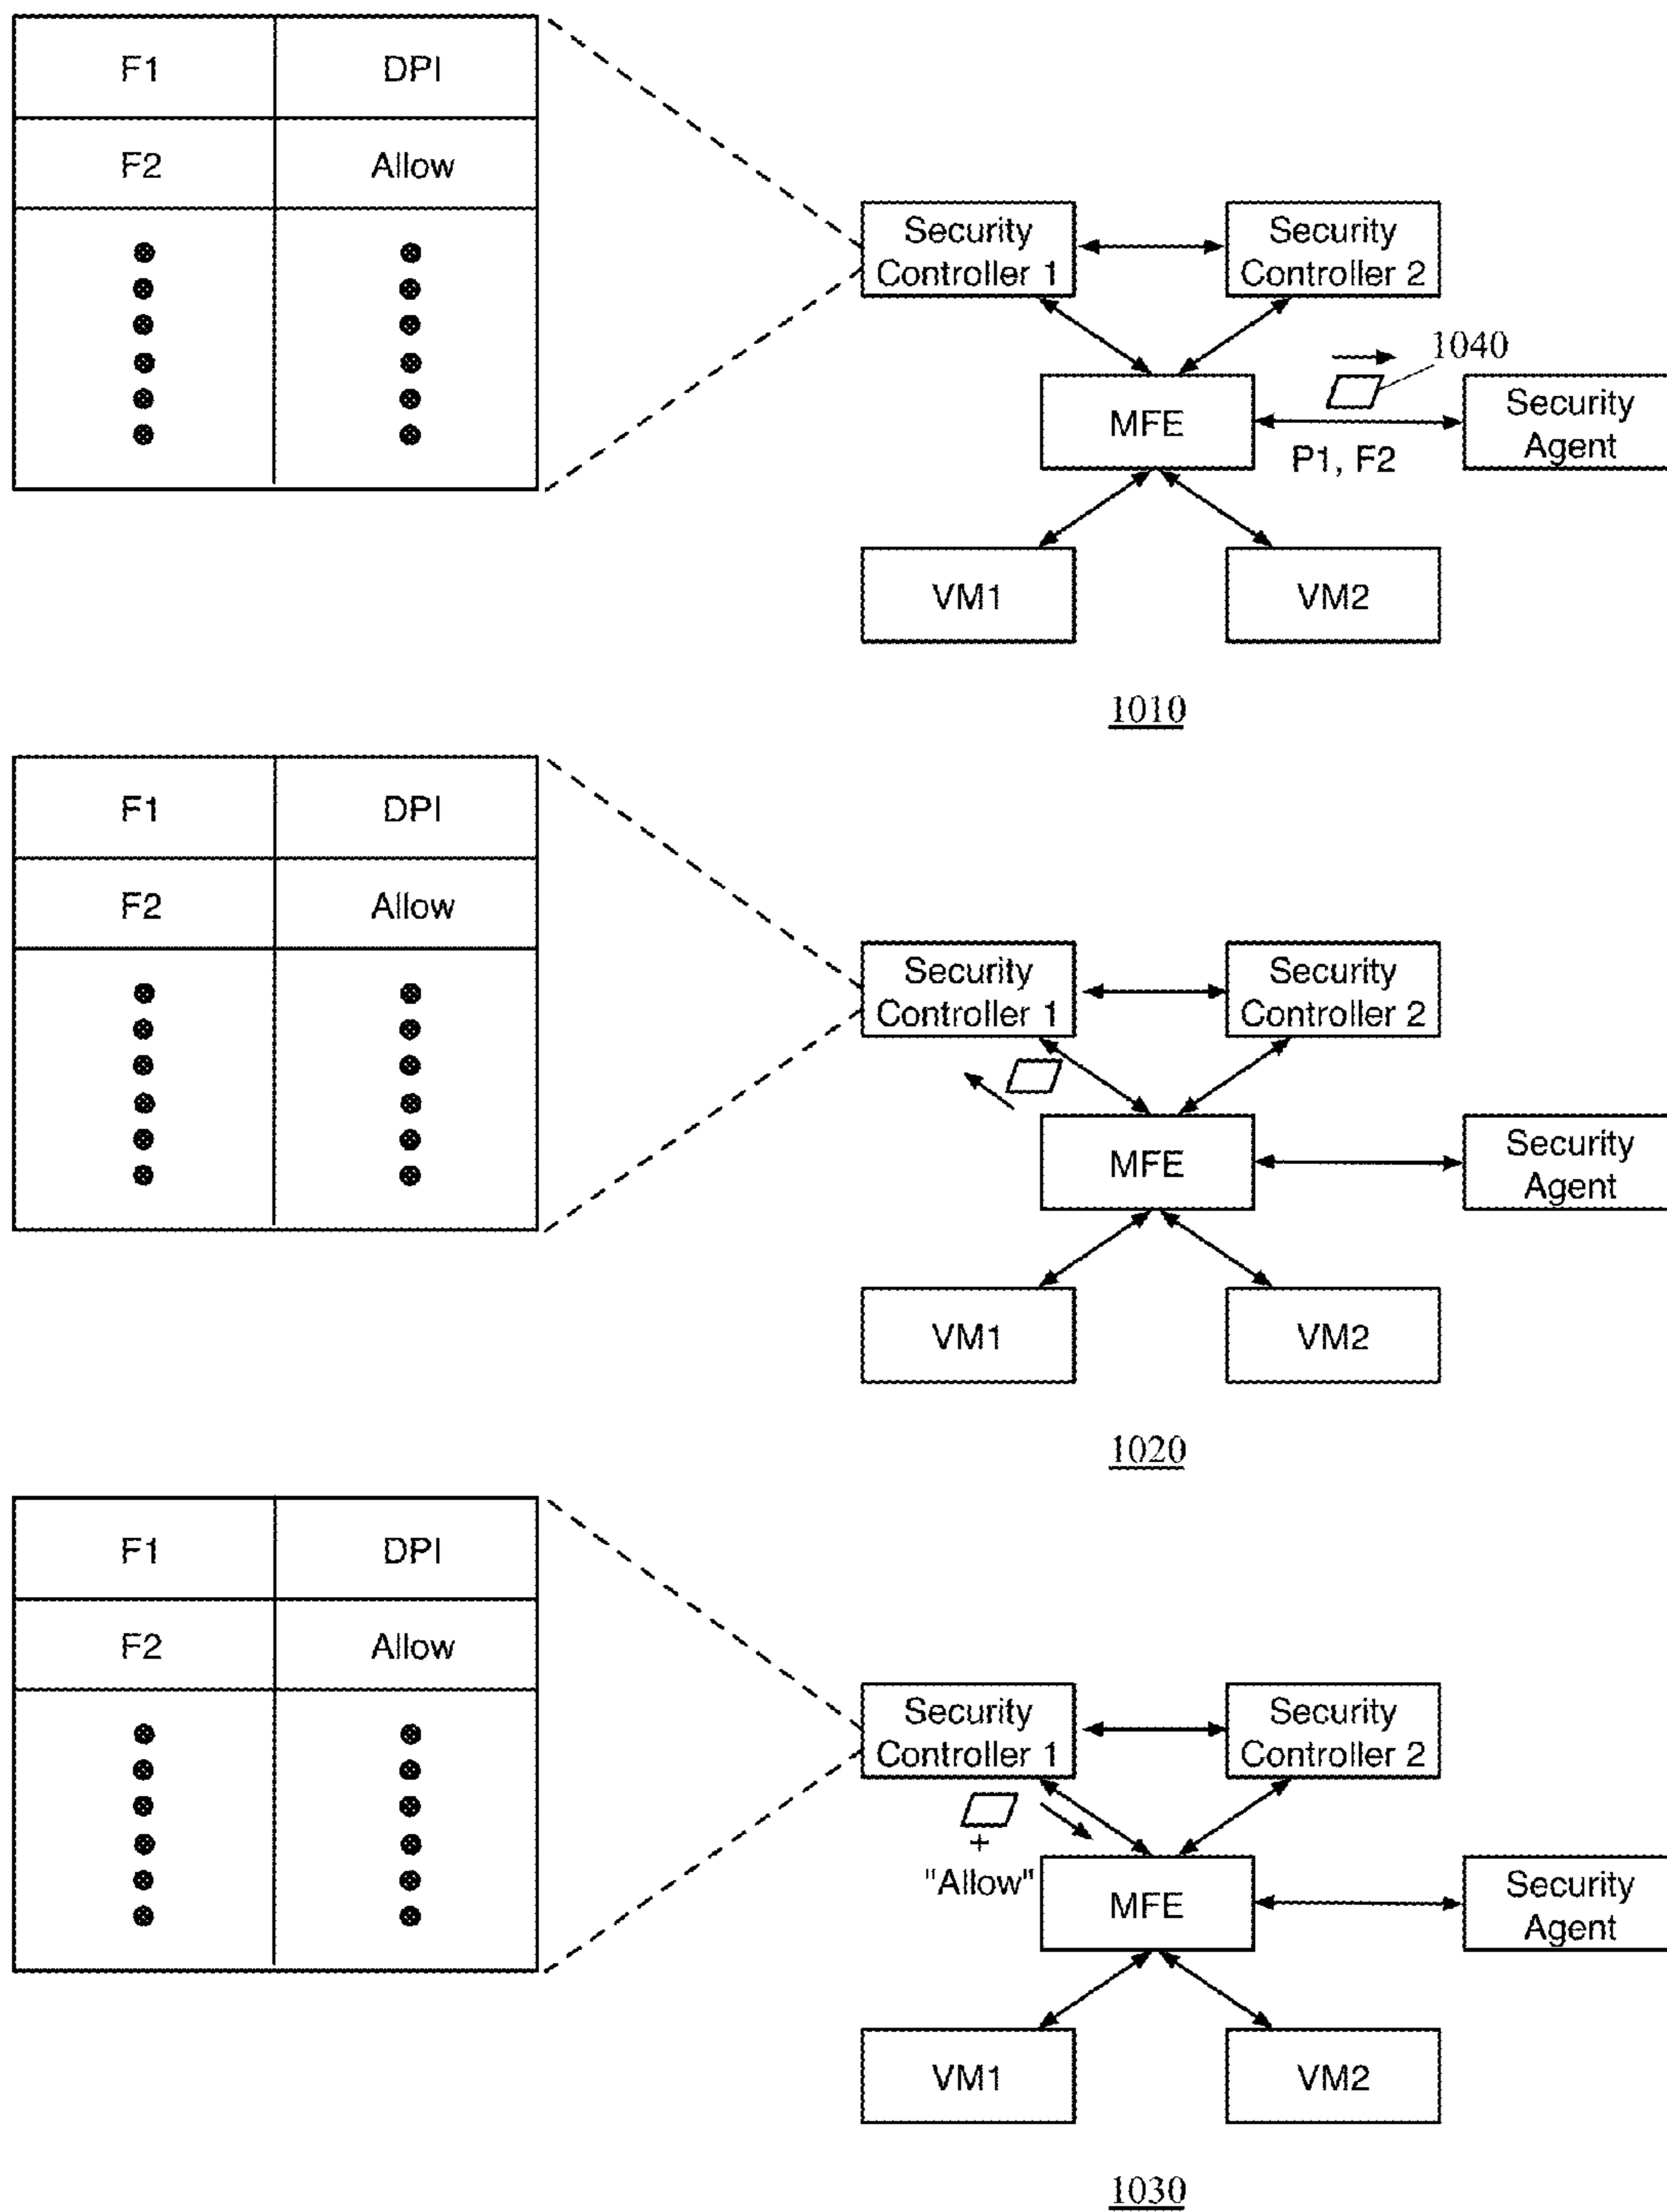 F1 DPI
F2 Allow
Security Controller 1
Security Controller 2
1040
MFE
P1, F2
Security Agent
VM1
VM2
1010
F1 DPI
F2 Allow
Security Controller 1
Security Controller 2
MFE
Security Agent
VM1
VM2
1020
F1 DPI
F2 Allow
Security Controller 1
Security Controller 2
+
"Allow"
MFE
Security Agent
VM1
VM2
1030